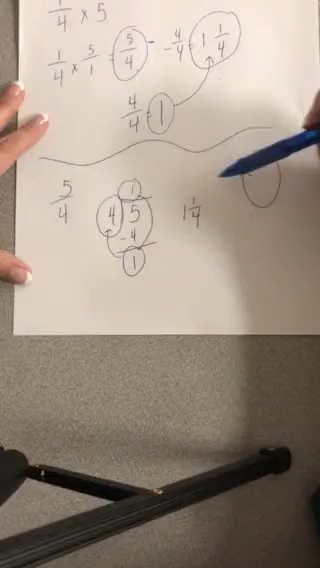 1/4 × 5
1/4 × 5/1 = 5/4 - 4/4 = 1 1/4
4/4 = 1
1
5/4 4 5 1 1/4
-4
1